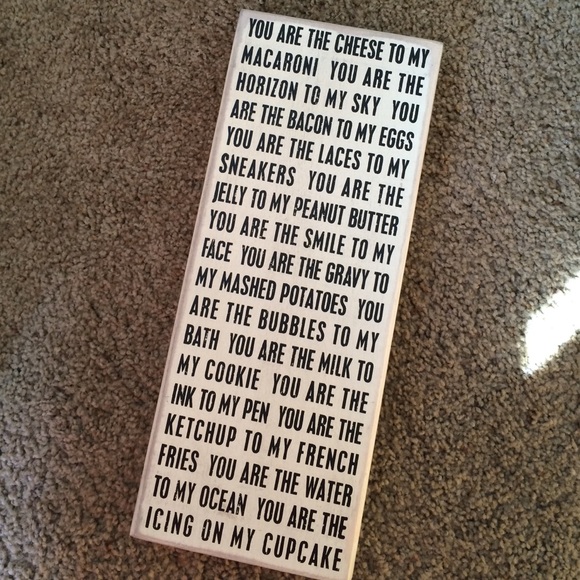 YOU ARE THE CHEESE TO MY
MACARONI YOU ARE THE
HORIZON TO MY SKY YOU
ARE THE BACON TO MY EGGS
YOU ARE THE LACES TO MY
SNEAKERS YOU ARE THE
JELLY TO MY PEANUT BUTTER
YOU ARE THE SMILE TO MY
FACE YOU ARE THE GRAVY TO
MY MASHED POTATOES YOU
ARE THE BUBBLES TO MY
BATH YOU ARE THE MILK TO
MY COOKIE YOU ARE THE
INK TO MY PEN YOU ARE THE
KETCHUP TO MY FRENCH
FRIES YOU ARE THE WATER
TO MY OCEAN YOU ARE THE
ICING ON MY CUPCAKE